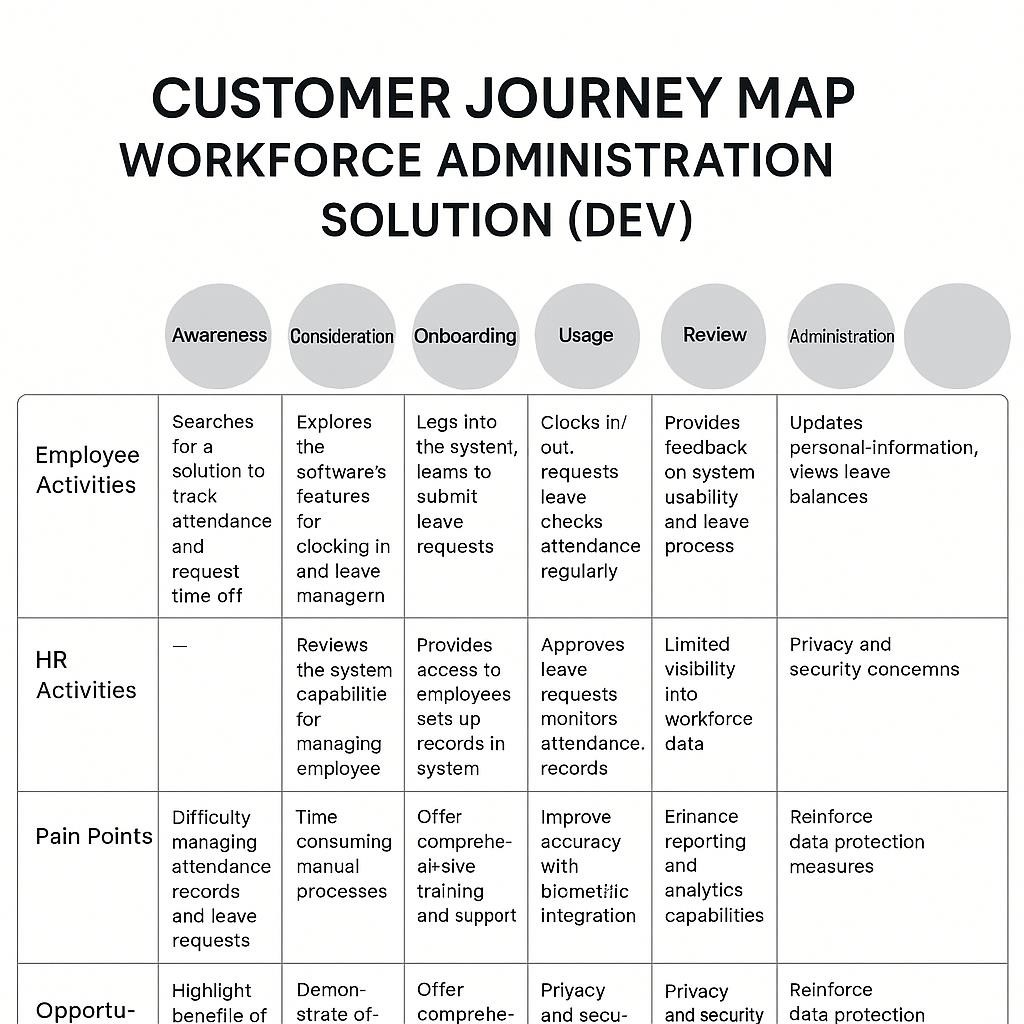 CUSTOMER JOURNEY MAP
WORKFORCE ADMINISTRATION
SOLUTION (DEV)
Awareness
Consideration
Onboarding
Usage
Review
Administration
Employee
Activities
Searches
for a
solution to
track
attendance
and
request
time off
Explores
the
software's
features
for
clocking in
and leave
managern
Legs into
the systent,
leams to
submit
leave
requests
Clocks in/
out.
requests
leave
checks
attendance
regularly
Provides
feedback
on system
usability
and leave
process
Updates
personal-information,
views leave
balances
HR
Activities
—
Reviews
the system
capabilitie
for
managing
employee
Provides
access to
employees
sets up
records in
system
Approves
leave
requests
monitors
attendance.
records
Limited
visibility
into
workforce
data
Privacy and
security concemns
Pain Points
Difficulty
managing
attendance
records
and leave
requests
Time
consuming
manual
processes
Offer
comprehe-
training
and support
Improve
accuracy
with
integration
Erinance
reporting
and
analytics
capabilities
Reinforce
data protection
measures
Opportu-
Highlight
benefile of
Demon-
strate of-
Offer
comprehe-
Priyacy
and secu-
Privacy
and security
Reinforce
data protection